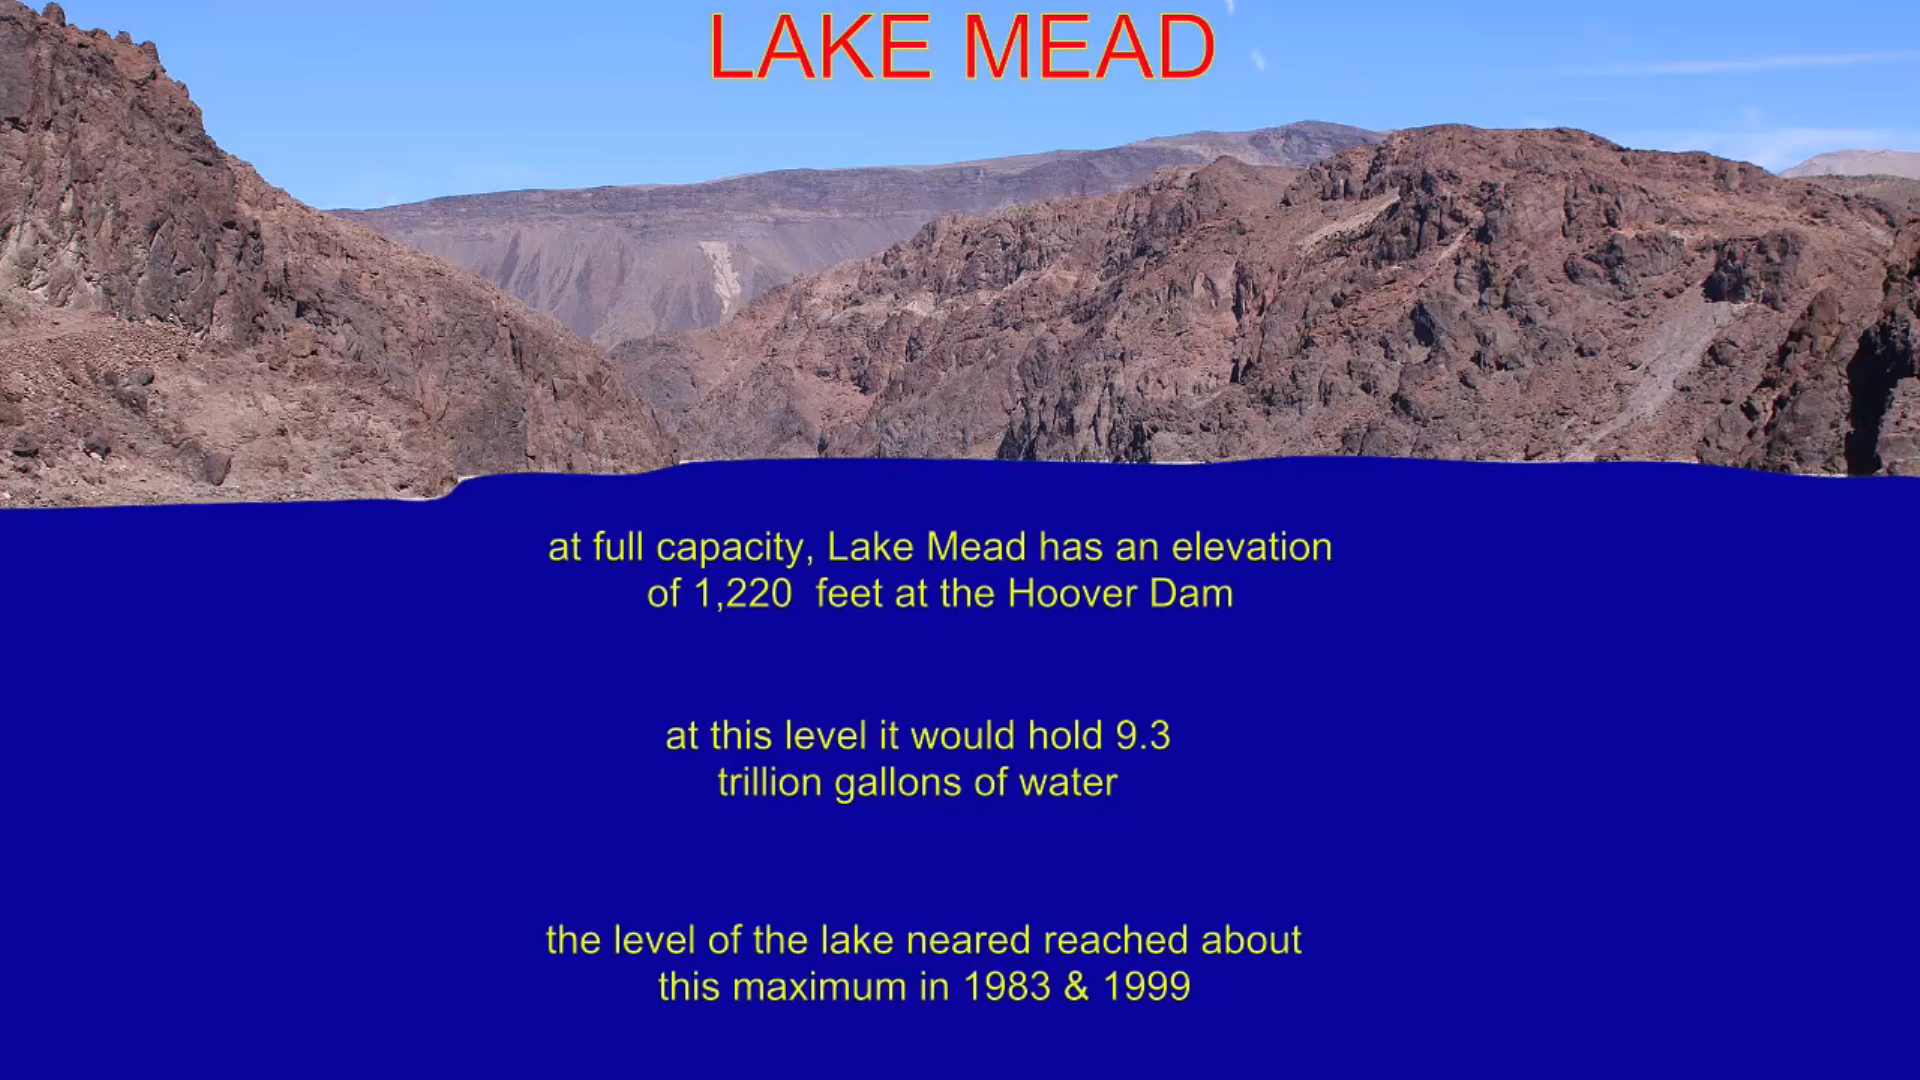 LAKE MEAD
at full capacity, Lake Mead has an elevation
of 1,220  feet at the Hoover Dam
at this level it would hold 9.3
trillion gallons of water
the level of the lake neared reached about
this maximum in 1983 & 1999